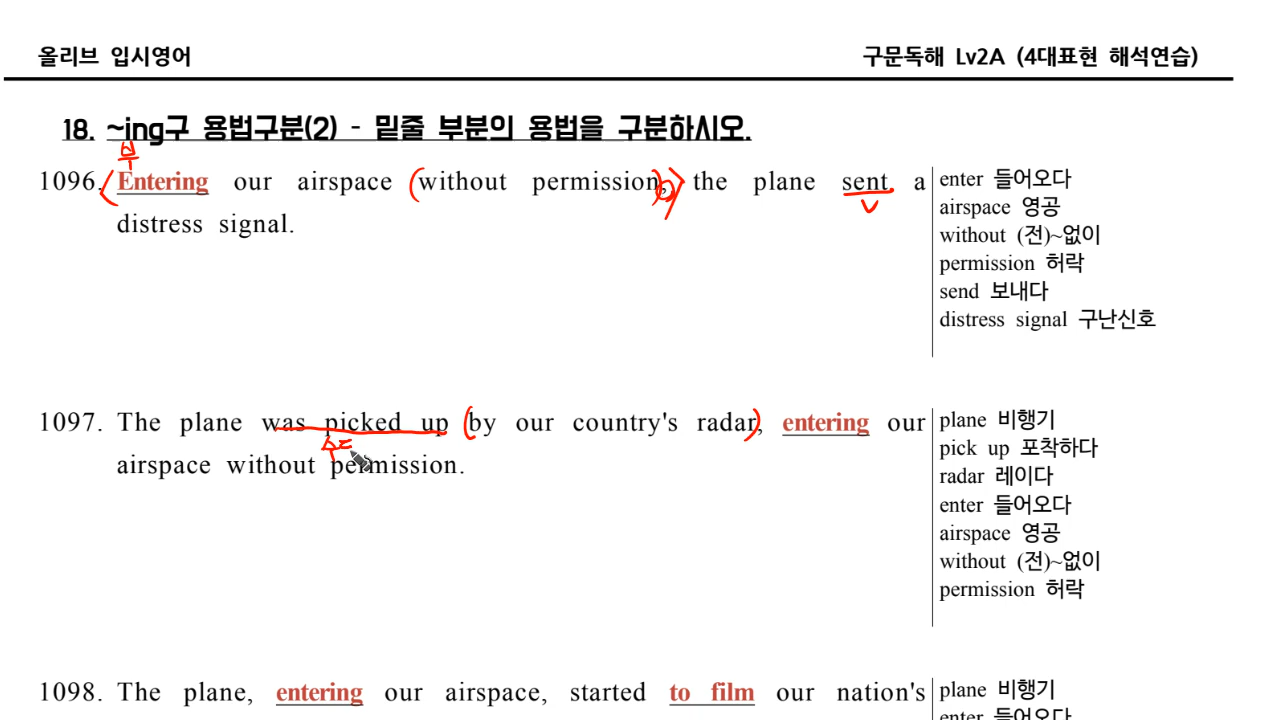 올리브 입시영어
구문독해 Lv2A (4대표현 해석연습)
18. ~ing구 용법구분(2) - 밑줄 부분의 용법을 구분하시오.
부
1096. Entering our airspace (without permission), the plane sent a
V
distress signal.
enter 들어오다
airspace 영공
without (전)~없이
permission 허락
send 보내다
distress signal 구난신호
1097. The plane was picked up (by our country's radar), entering our
airspace without permission.
plane 비행기
pick up 포착하다
radar 레이다
enter 들어오다
airspace 영공
without (전)~없이
permission 허락
1098. The plane, entering our airspace, started to film our nation's
plane 비행기
enter 들어오다